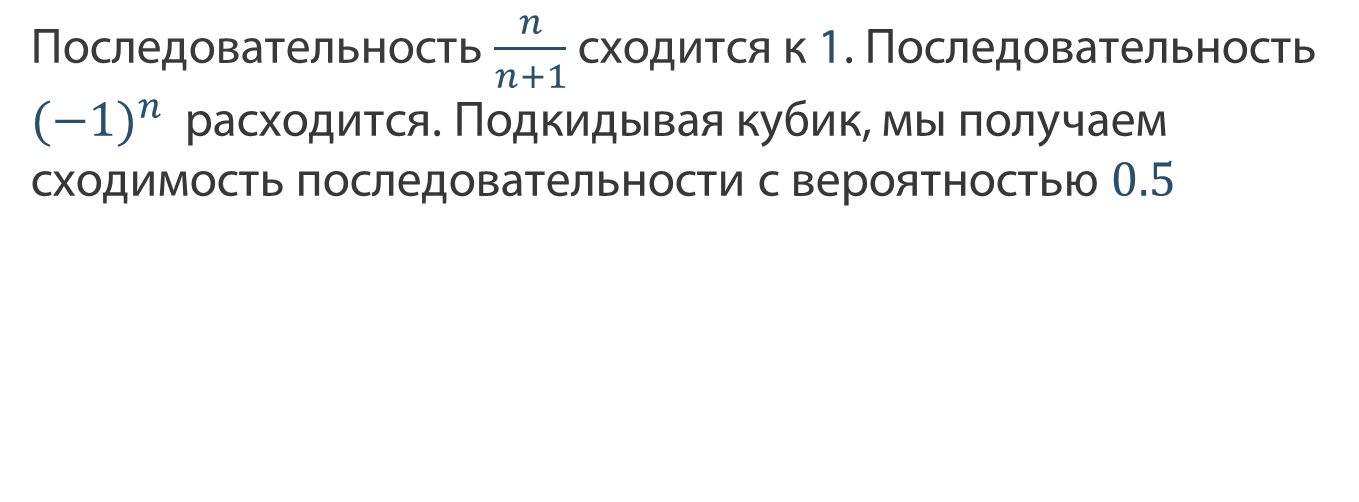 Последовательность n/(n+1) сходится к 1. Последовательность
(−1)ⁿ расходится. Подкидывая кубик, мы получаем
сходимость последовательности с вероятностью 0.5